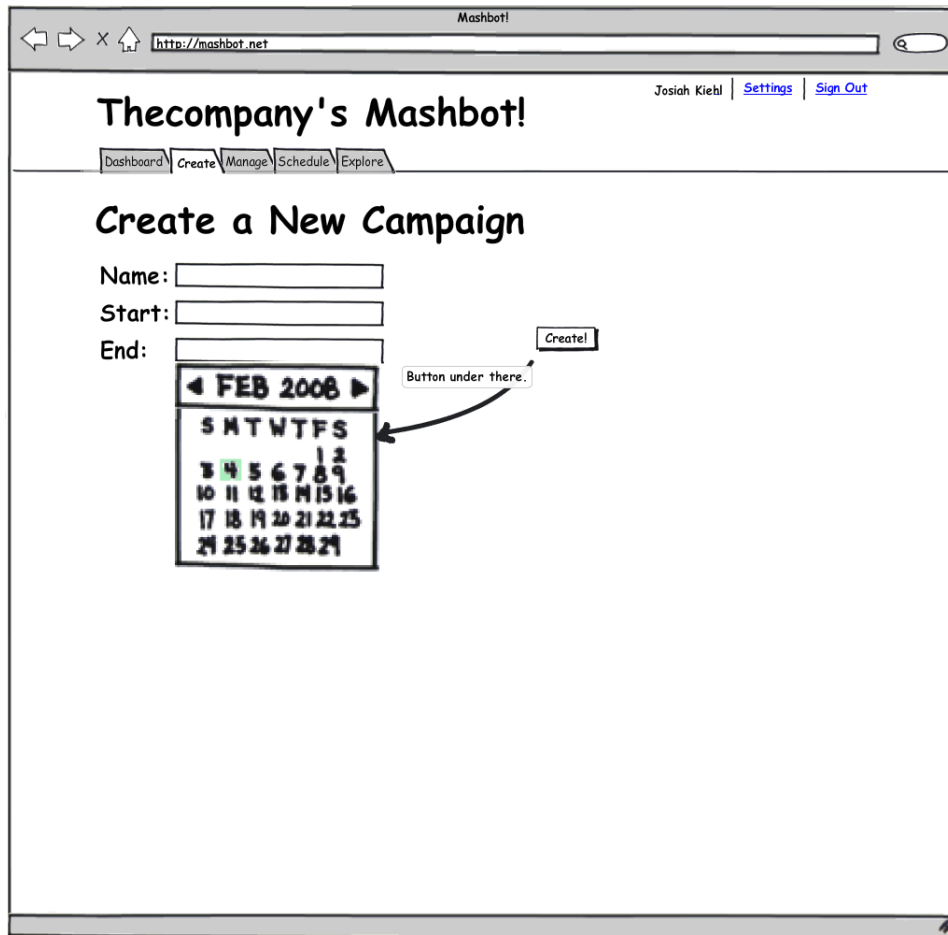 Mashbot!
http://mashbot.net
Josiah Kiehl Settings Sign Out
Thecompany's Mashbot!
Dashboard Create Manage Schedule Explore
Create a New Campaign
Name:
Start:
End:
Create!
Button under there.
FEB 2008
S M T W T F S
1 2
3 4 5 6 7 8 9
10 11 12 13 14 15 16
17 18 19 20 21 22 23
24 25 26 27 28 29